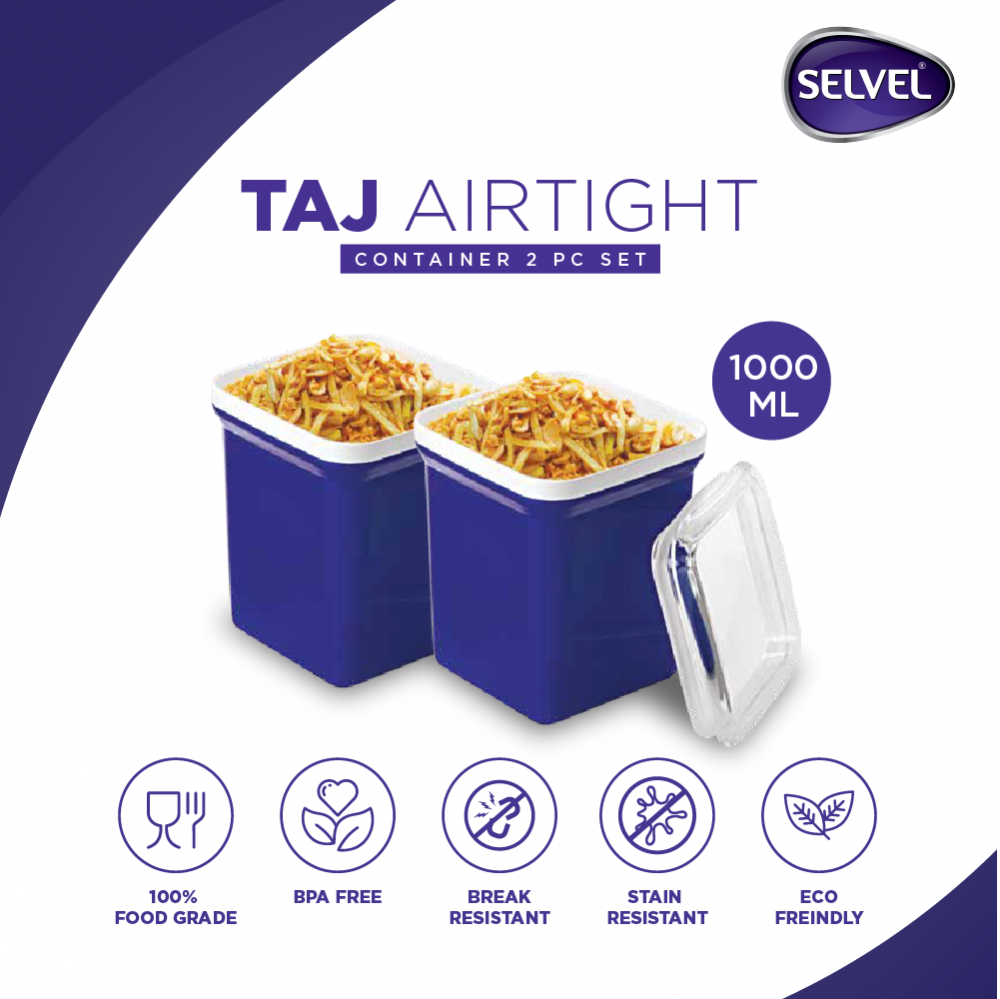 SELVEL®
TAJ AIRTIGHT
CONTAINER 2 PC SET
1000
ML
100%
FOOD GRADE
BPA FREE
BREAK
RESISTANT
STAIN
RESISTANT
ECO
FREINDLY